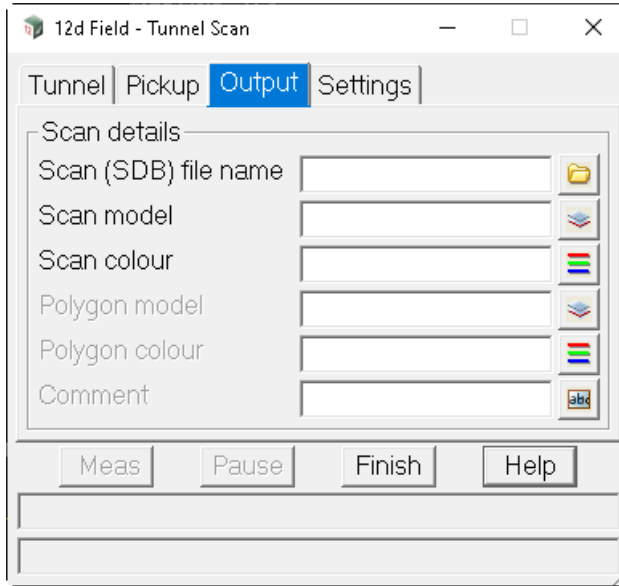 12d Field - Tunnel Scan
Tunnel Pickup Output Settings
Scan details
Scan (SDB) file name
Scan model
Scan colour
Polygon model
Polygon colour
Comment
abc
Meas Pause Finish Help